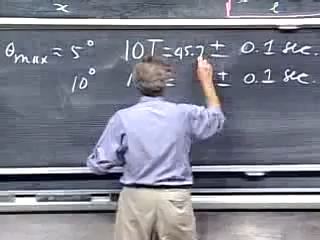 x
l
θmax = 5° 10T = 45.7 ± 0.1 sec.
10° = ± 0.1 sec.